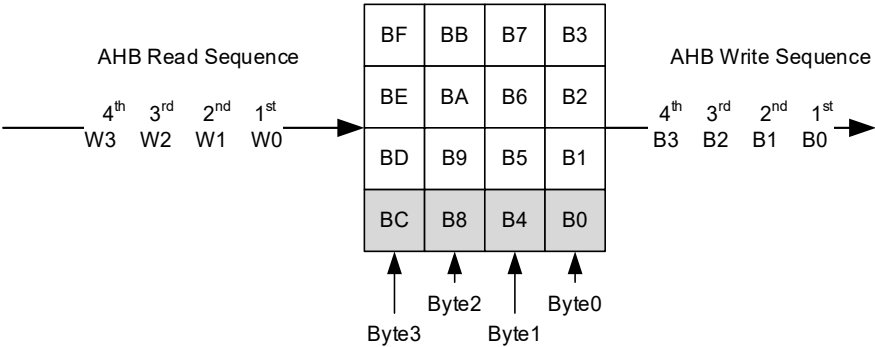 AHB Read Sequence
4th 3rd 2nd 1st
W3 W2 W1 W0
BF BB B7 B3
BE BA B6 B2
BD B9 B5 B1
BC B8 B4 B0
AHB Write Sequence
4th 3rd 2nd 1st
B3 B2 B1 B0
Byte2 Byte0
Byte3 Byte1